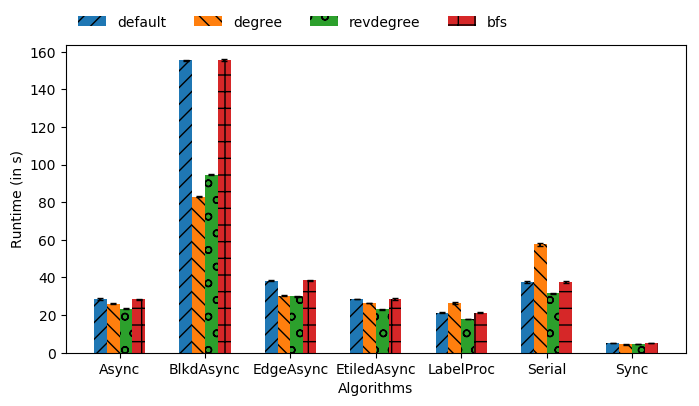 default degree revdegree bfs
Runtime (in s)
160
140
120
100
80
60
40
20
0
Async BlkdAsync EdgeAsync EtiledAsync LabelProc Serial Sync
Algorithms